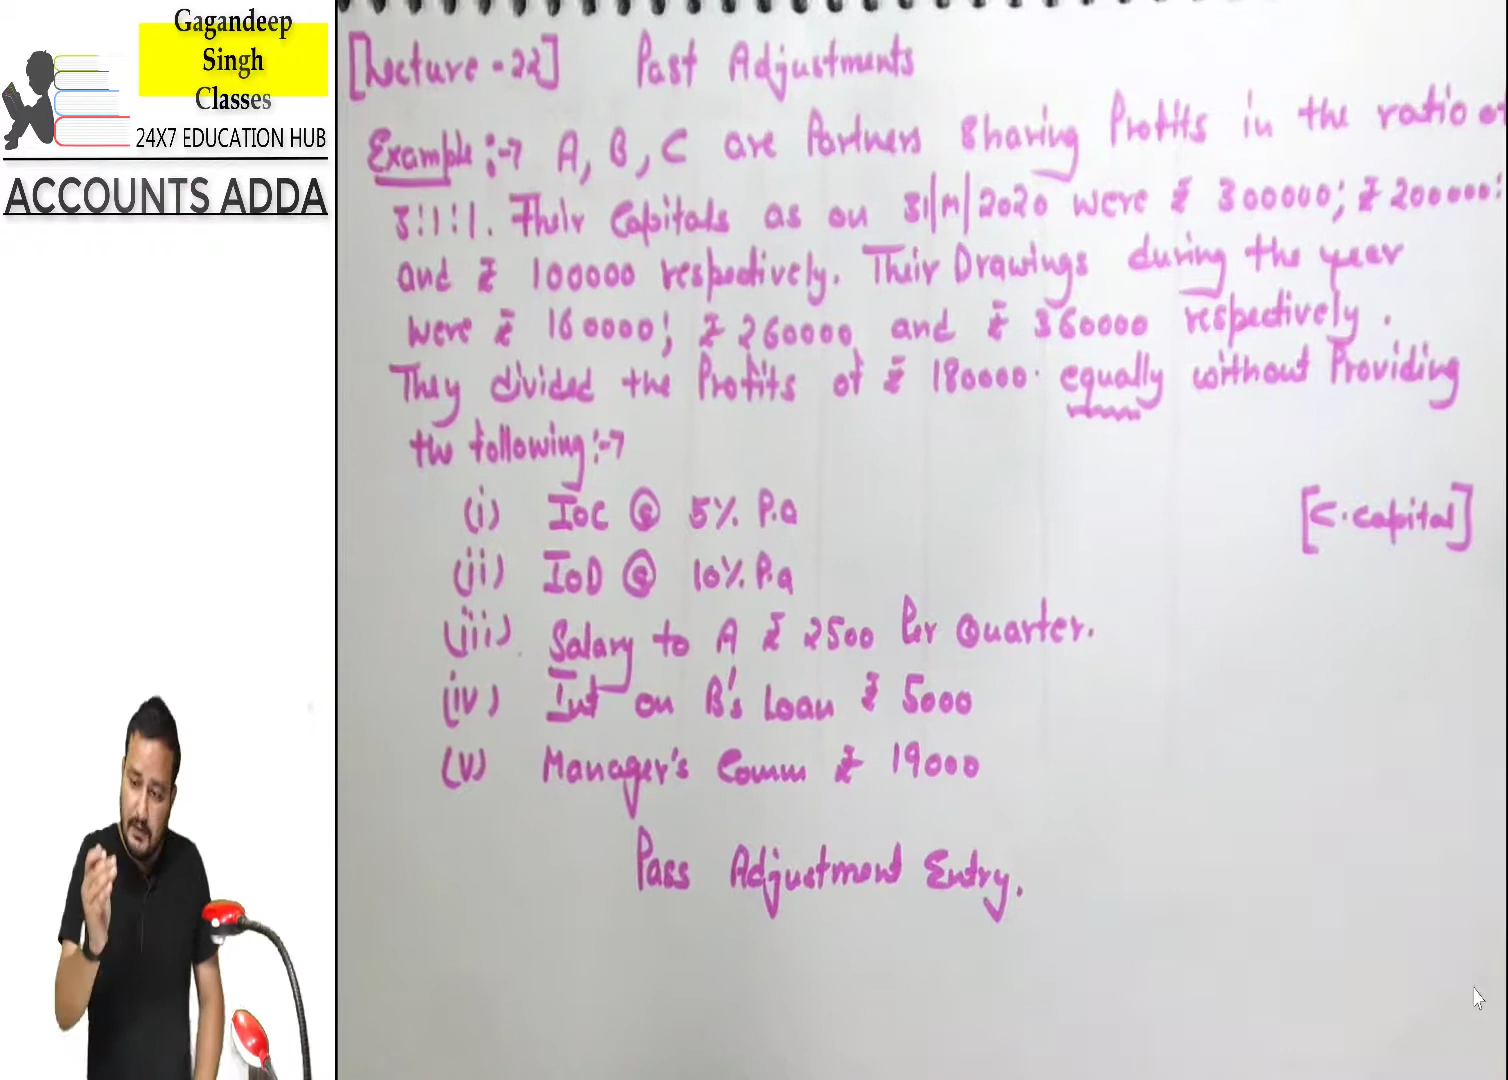 Gagandeep
Singh
Classes
24X7 EDUCATION HUB
ACCOUNTS ADDA
[Lecture-22] Past Adjustments
Example:-7 A, B, C are Partners Sharing Profits in the ratio of
3:1:1. Their Capitals as on 31/M/2020 were ₹ 300000; ₹ 200000:
and ₹ 100000 respectively. Their Drawings during the year
were ₹ 160000; ₹ 260000 and ₹ 360000 respectively.
They divided the Profits of ₹ 180000. equally without Providing
the following:-7
(i) IOC @ 5% P.a
(ii) IOD @ 10% P.a
(iii) Salary to A ₹ 2500 Per Quarter.
(iv) Int on B's Loan ₹ 5000
(v) Manager's Comm ₹ 19000
[C.Capital]
Pass Adjustment Entry.